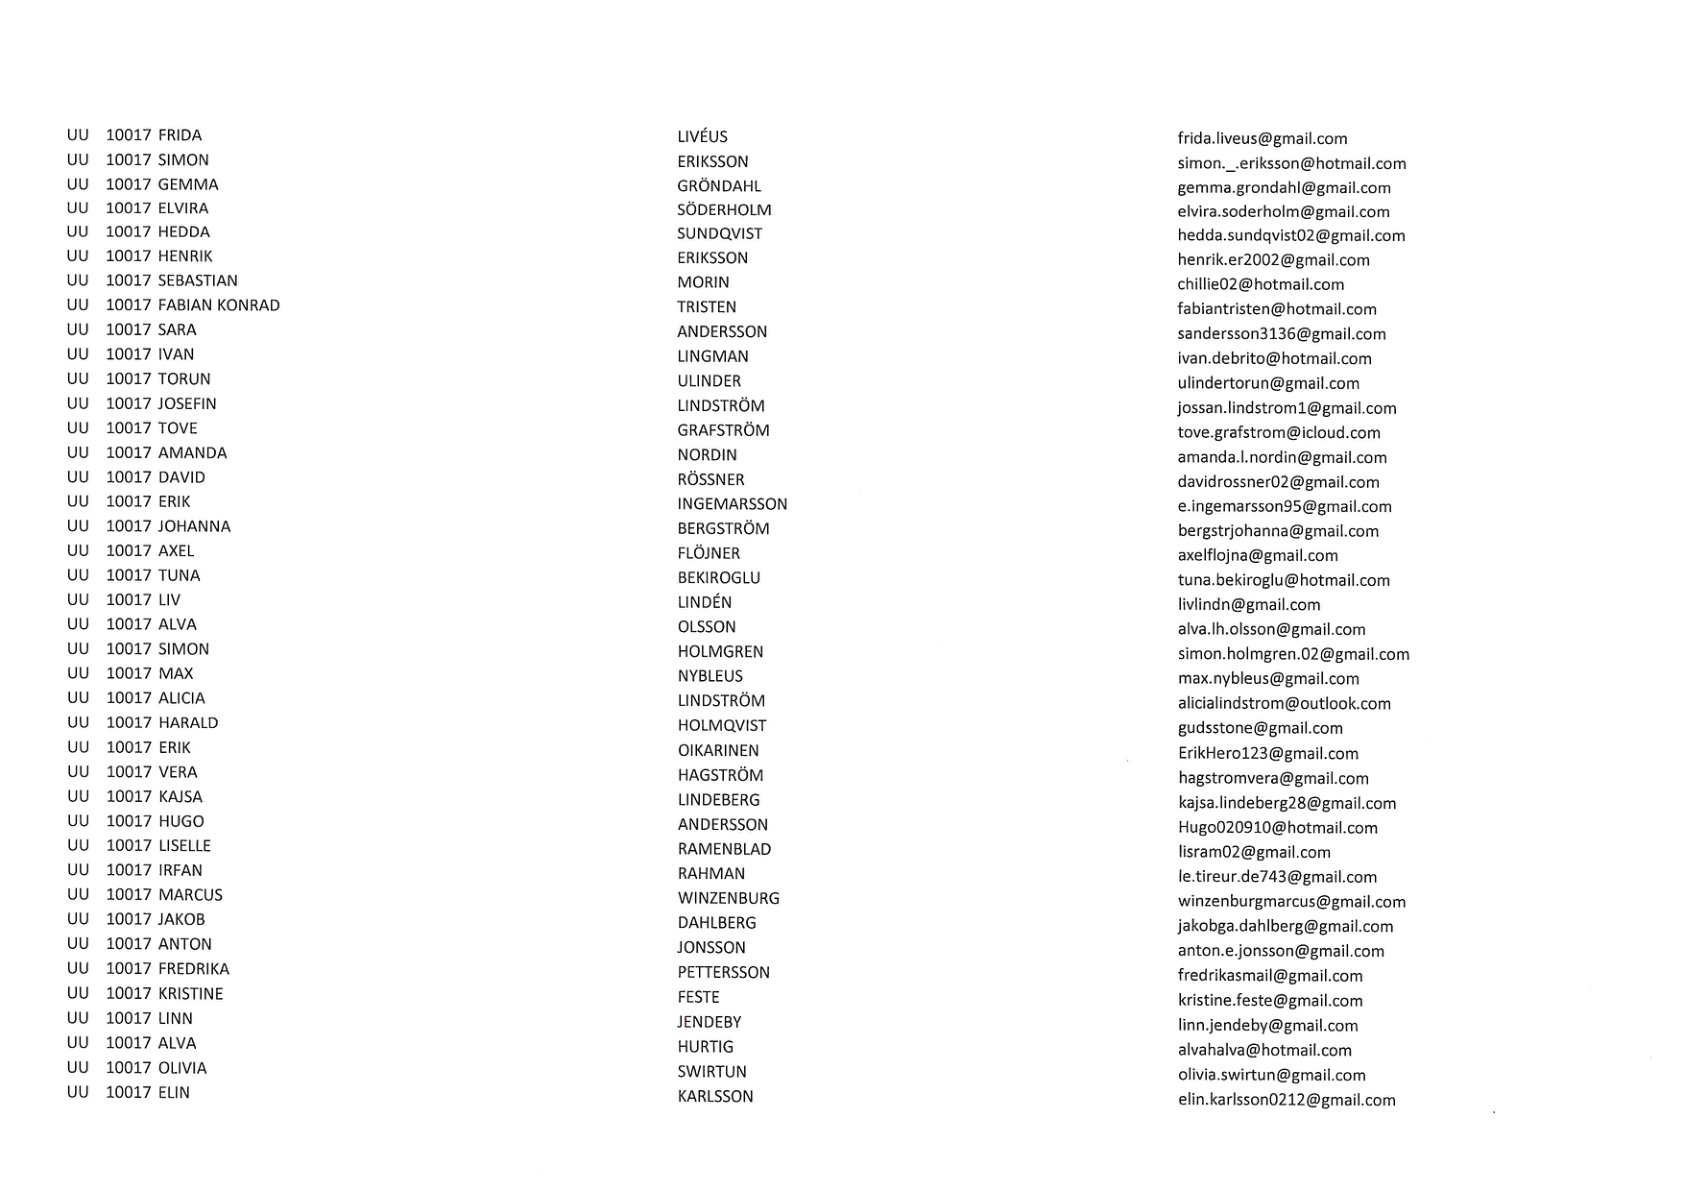 UU 10017 FRIDA LIVÉUS frida.liveus@gmail.com
UU 10017 SIMON ERIKSSON simon._.eriksson@hotmail.com
UU 10017 GEMMA GRÖNDAHL gemma.grondahl@gmail.com
UU 10017 ELVIRA SÖDERHOLM elvira.soderholm@gmail.com
UU 10017 HEDDA SUNDQVIST hedda.sundqvist02@gmail.com
UU 10017 HENRIK ERIKSSON henrik.er2002@gmail.com
UU 10017 SEBASTIAN MORIN chillie02@hotmail.com
UU 10017 FABIAN KONRAD TRISTEN fabiantristen@hotmail.com
UU 10017 SARA ANDERSSON sandersson3136@gmail.com
UU 10017 IVAN LINGMAN ivan.debrito@hotmail.com
UU 10017 TORUN ULINDER ulindertorun@gmail.com
UU 10017 JOSEFIN LINDSTRÖM jossan.lindstrom1@gmail.com
UU 10017 TOVE GRAFSTRÖM tove.grafstrom@icloud.com
UU 10017 AMANDA NORDIN amanda.l.nordin@gmail.com
UU 10017 DAVID RÖSSNER davidrossner02@gmail.com
UU 10017 ERIK INGEMARSSON e.ingemarsson95@gmail.com
UU 10017 JOHANNA BERGSTRÖM bergstrjohanna@gmail.com
UU 10017 AXEL FLÖJNER axelflojna@gmail.com
UU 10017 TUNA BEKIROGLU tuna.bekiroglu@hotmail.com
UU 10017 LIV LINDÉN livlindn@gmail.com
UU 10017 ALVA OLSSON alva.lh.olsson@gmail.com
UU 10017 SIMON HOLMGREN simon.holmgren.02@gmail.com
UU 10017 MAX NYBLEUS max.nybleus@gmail.com
UU 10017 ALICIA LINDSTRÖM alicialindstrom@outlook.com
UU 10017 HARALD HOLMQVIST gudsstone@gmail.com
UU 10017 ERIK OIKARINEN ErikHero123@gmail.com
UU 10017 VERA HAGSTRÖM hagstromvera@gmail.com
UU 10017 KAJSA LINDEBERG kajsa.lindeberg28@gmail.com
UU 10017 HUGO ANDERSSON Hugo020910@hotmail.com
UU 10017 LISELLE RAMENBLAD lisram02@gmail.com
UU 10017 IRFAN RAHMAN le.tireur.de743@gmail.com
UU 10017 MARCUS WINZENBURG winzenburgmarcus@gmail.com
UU 10017 JAKOB DAHLBERG jakobga.dahlberg@gmail.com
UU 10017 ANTON JONSSON anton.e.jonsson@gmail.com
UU 10017 FREDRIKA PETTERSSON fredrikasmail@gmail.com
UU 10017 KRISTINE FESTE kristine.feste@gmail.com
UU 10017 LINN JENDEBY linn.jendeby@gmail.com
UU 10017 ALVA HURTIG alvahalva@hotmail.com
UU 10017 OLIVIA SWIRTUN olivia.swirtun@gmail.com
UU 10017 ELIN KARLSSON elin.karlsson0212@gmail.com